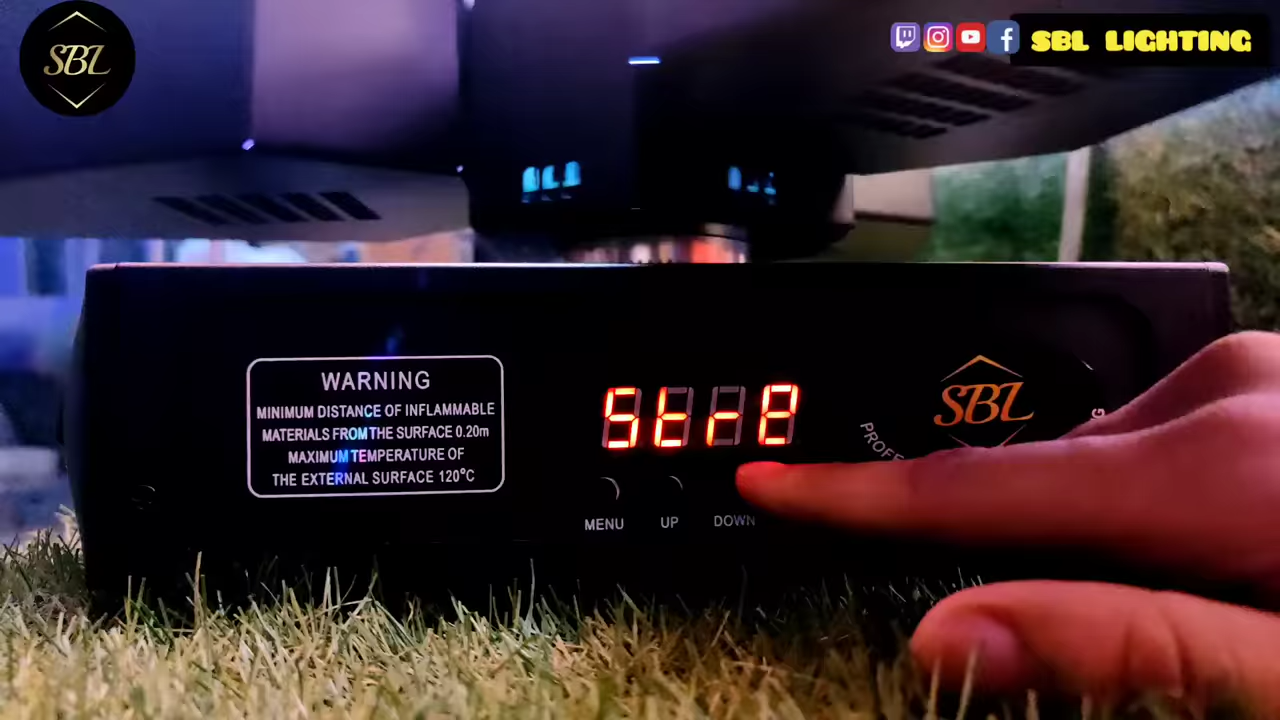 SBL
SBL LIGHTING
WARNING
MINIMUM DISTANCE OF INFLAMMABLE
MATERIALS FROM THE SURFACE 0.20m
MAXIMUM TEMPERATURE OF
THE EXTERNAL SURFACE 120°C
SBL
MENU
UP
DOWN